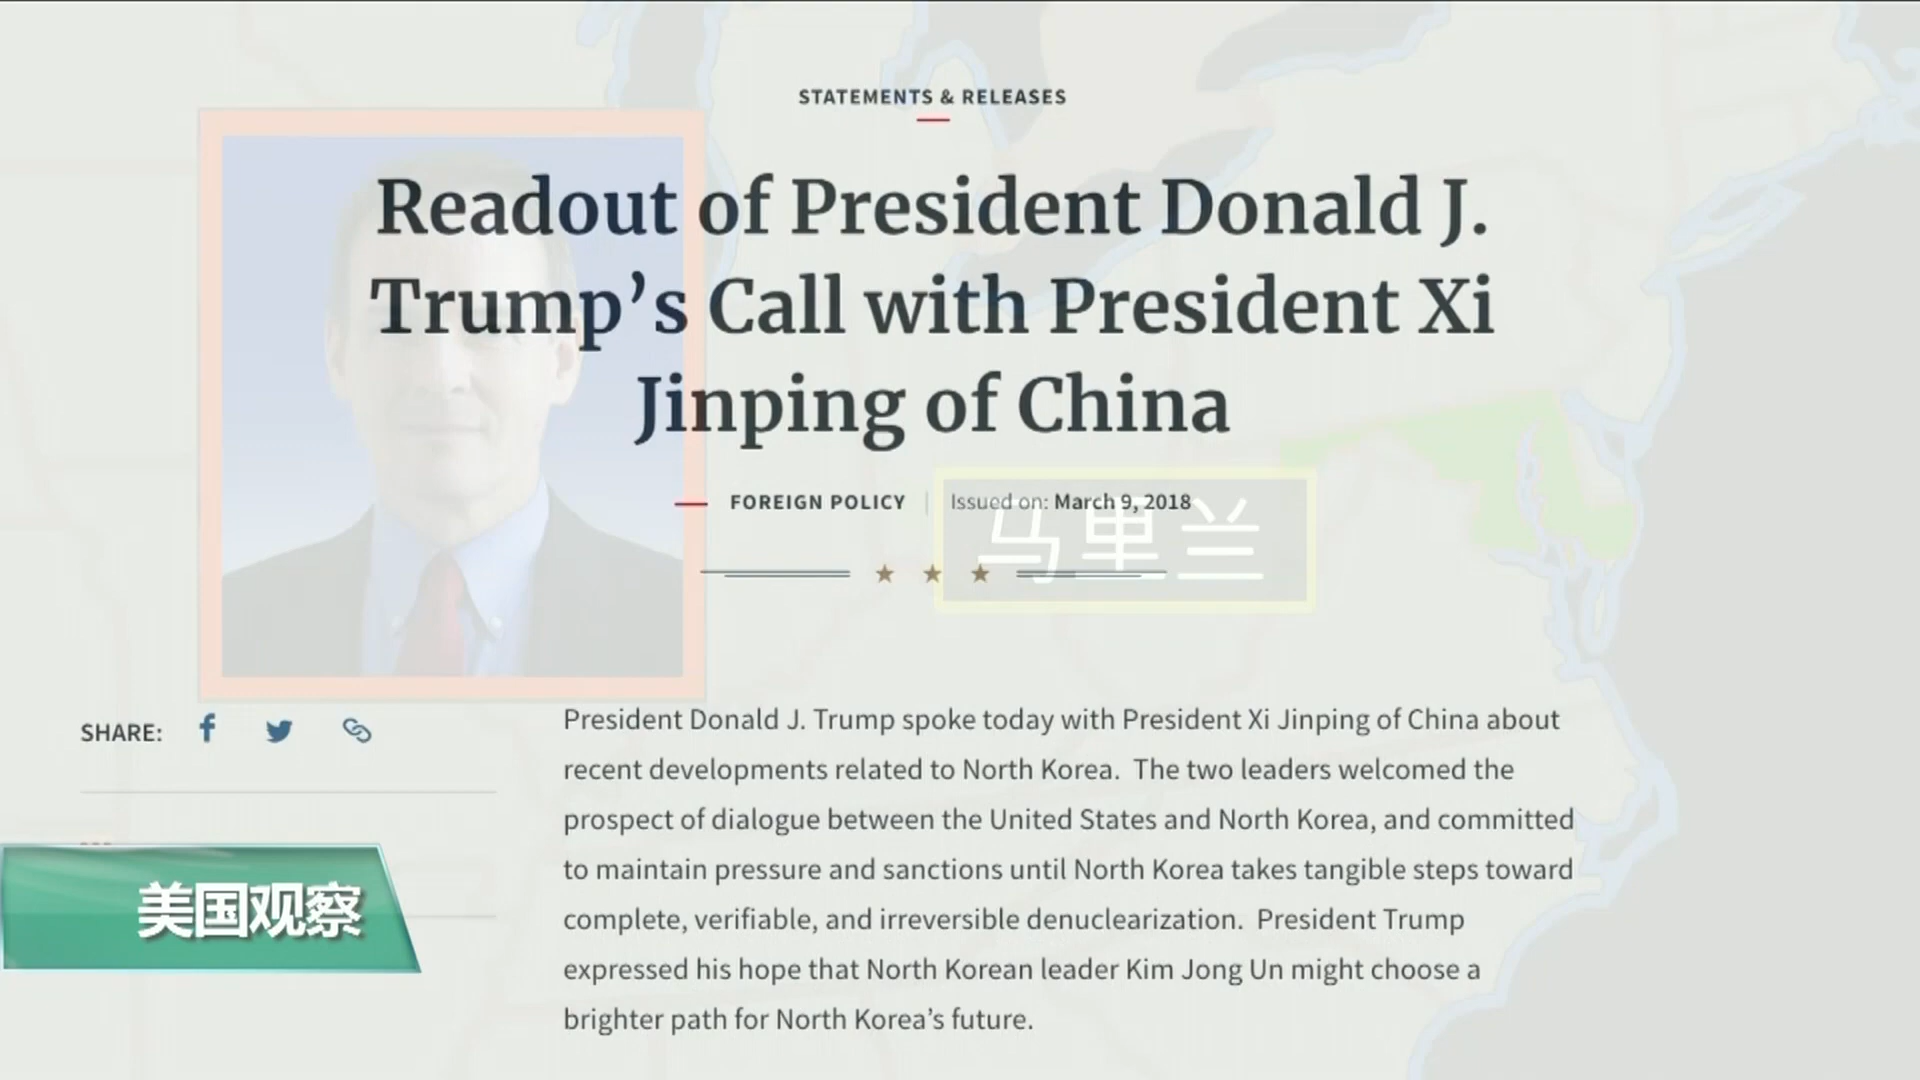 STATEMENTS & RELEASES
Readout of President Donald J.
Trump’s Call with President Xi
Jinping of China
FOREIGN POLICY | Issued on: March 9, 2018
马里兰
SHARE:
President Donald J. Trump spoke today with President Xi Jinping of China about
recent developments related to North Korea.  The two leaders welcomed the
prospect of dialogue between the United States and North Korea, and committed
to maintain pressure and sanctions until North Korea takes tangible steps toward
complete, verifiable, and irreversible denuclearization.  President Trump
expressed his hope that North Korean leader Kim Jong Un might choose a
brighter path for North Korea’s future.
美国观察